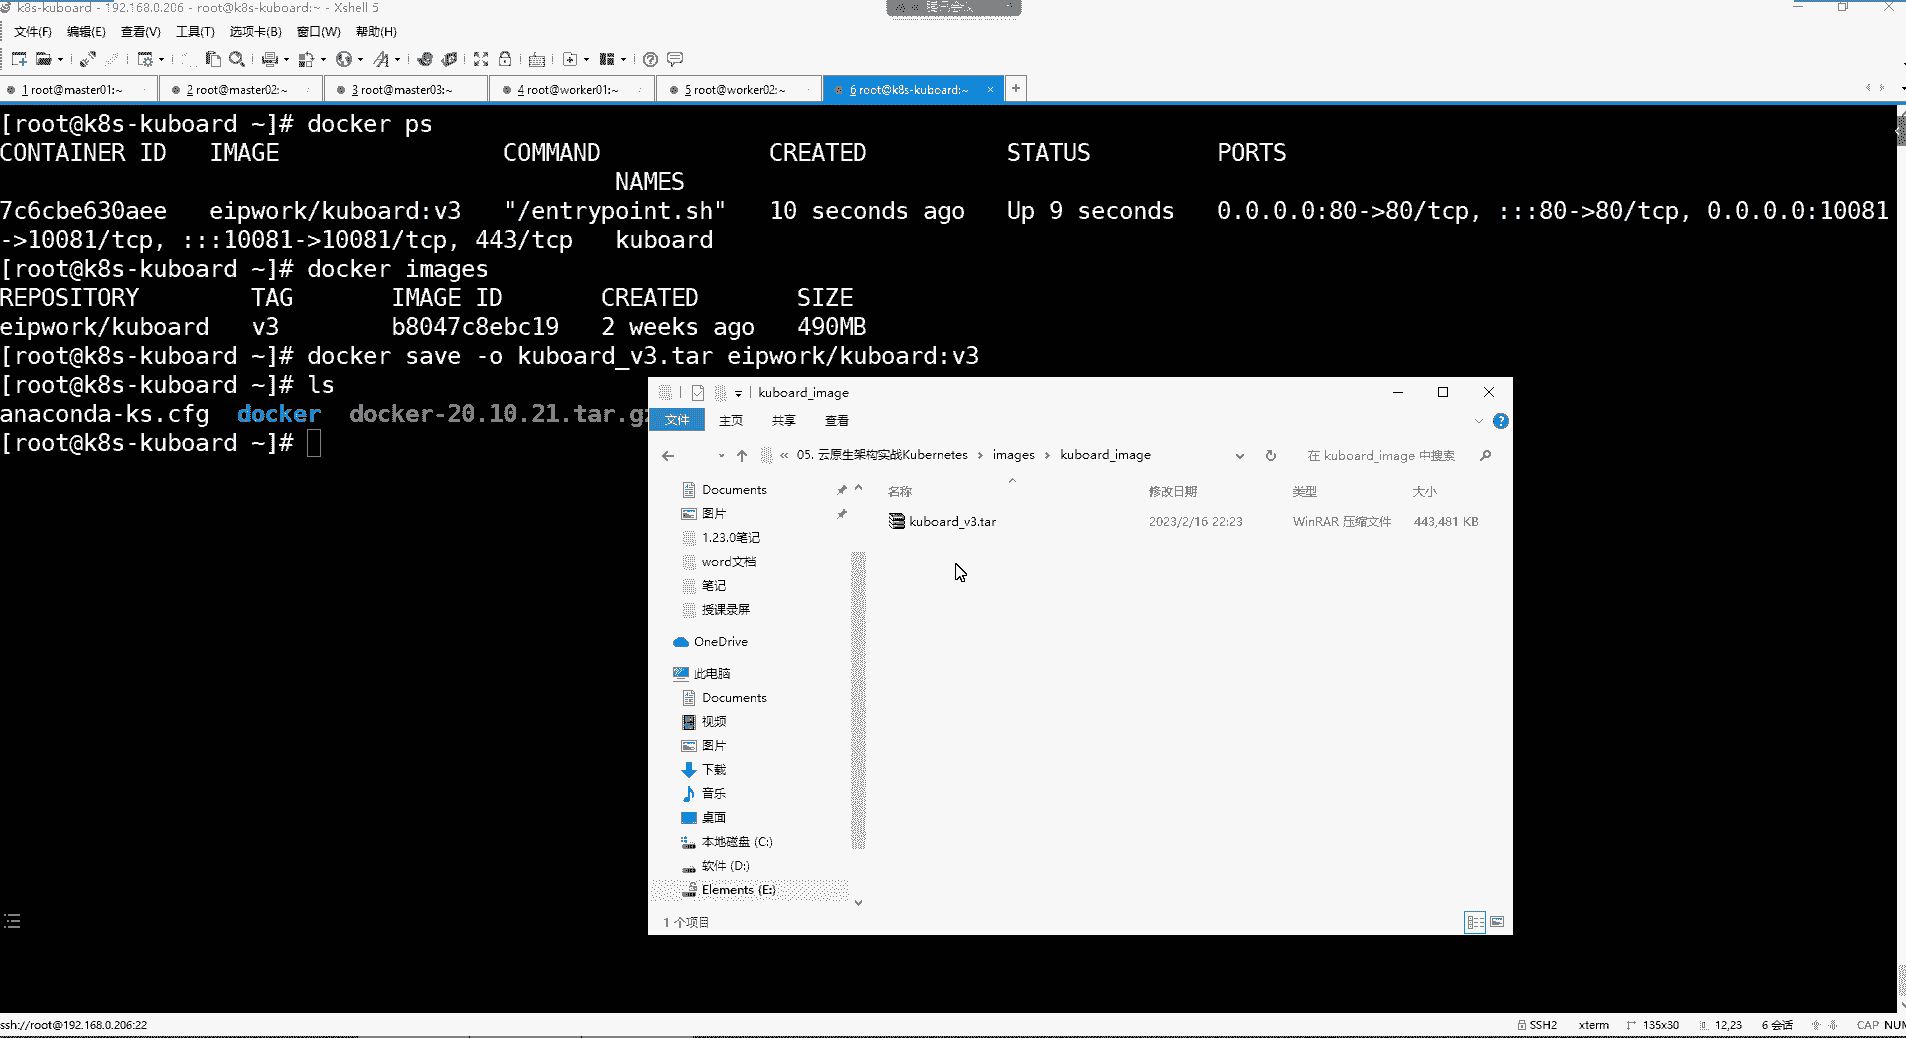 k8s-kuboard - 192.168.0.206 - root@k8s-kuboard:~ - Xshell 5
文件(F) 编辑(E) 查看(V) 工具(T) 选项卡(B) 窗口(W) 帮助(H)
1 root@master01:~ 2 root@master02:~ 3 root@master03:~ 4 root@worker01:~ 5 root@worker02:~ 6 root@k8s-kuboard:~
[root@k8s-kuboard ~]# docker ps
CONTAINER ID IMAGE COMMAND CREATED STATUS PORTS
NAMES
7c6cbe630aee eipwork/kuboard:v3 "/entrypoint.sh" 10 seconds ago Up 9 seconds 0.0.0.0:80->80/tcp, :::80->80/tcp, 0.0.0.0:10081
->10081/tcp, :::10081->10081/tcp, 443/tcp kuboard
[root@k8s-kuboard ~]# docker images
REPOSITORY TAG IMAGE ID CREATED SIZE
eipwork/kuboard v3 b8047c8ebc19 2 weeks ago 490MB
[root@k8s-kuboard ~]# docker save -o kuboard_v3.tar eipwork/kuboard:v3
[root@k8s-kuboard ~]# ls
anaconda-ks.cfg docker docker-20.10.21.tar.gz
[root@k8s-kuboard ~]#
kuboard_image
文件 主页 共享 查看
« 05. 云原生架构实战Kubernetes › images › kuboard_image
在 kuboard_image 中搜索
名称 修改日期 类型 大小
kuboard_v3.tar 2023/2/16 22:23 WinRAR 压缩文件 443,481 KB
Documents
图片
1.23.0笔记
word文档
笔记
授课录屏
OneDrive
此电脑
Documents
视频
图片
下载
音乐
桌面
本地磁盘 (C:)
软件 (D:)
Elements (E:)
1 个项目
ssh://root@192.168.0.206:22 SSH2 xterm 135x30 12,23 6 会话 CAP NUM